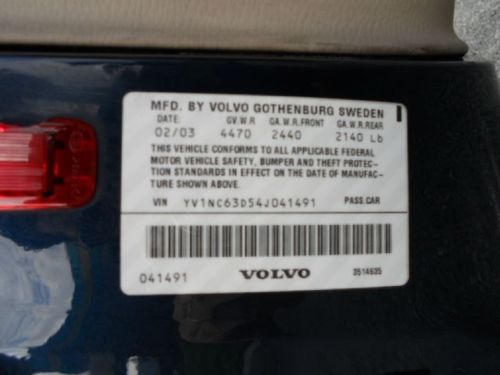 MFD. BY VOLVO GOTHENBURG SWEDEN
DATE: G.V.W.R GA.W.R.FRONT GA.W.R.REAR
02/03 4470 2440 2140 Lb
THIS VEHICLE CONFORMS TO ALL APPLICABLE FEDERAL
MOTOR VEHICLE SAFETY, BUMPER AND THEFT PROTEC-
TION STANDARDS IN EFFECT ON THE DATE OF MANUFAC-
TURE SHOWN ABOVE.
VIN YV1NC63D54J041491 PASS.CAR
041491 VOLVO 3514635